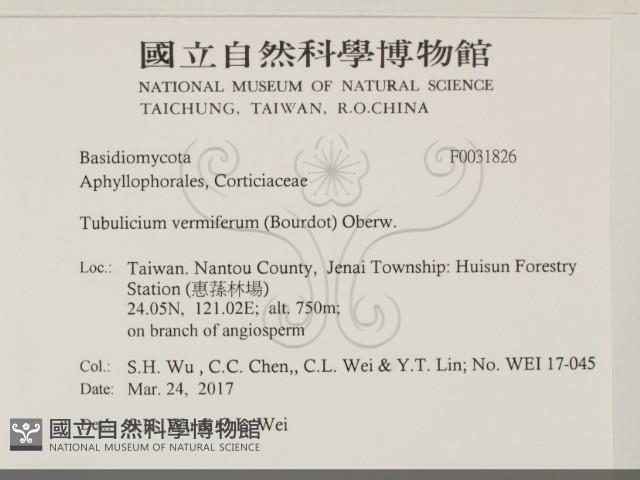 國立自然科學博物館
NATIONAL MUSEUM OF NATURAL SCIENCE
TAICHUNG, TAIWAN, R.O.CHINA
Basidiomycota F0031826
Aphyllophorales, Corticiaceae
Tubulicium vermiferum (Bourdot) Oberw.
Loc.: Taiwan. Nantou County, Jenai Township: Huisun Forestry
Station (惠蓀林場)
24.05N, 121.02E; alt. 750m;
on branch of angiosperm
Col.: S.H. Wu , C.C. Chen,, C.L. Wei & Y.T. Lin; No. WEI 17-045
Date: Mar. 24, 2017
Wei
國立自然科學博物館
NATIONAL MUSEUM OF NATURAL SCIENCE